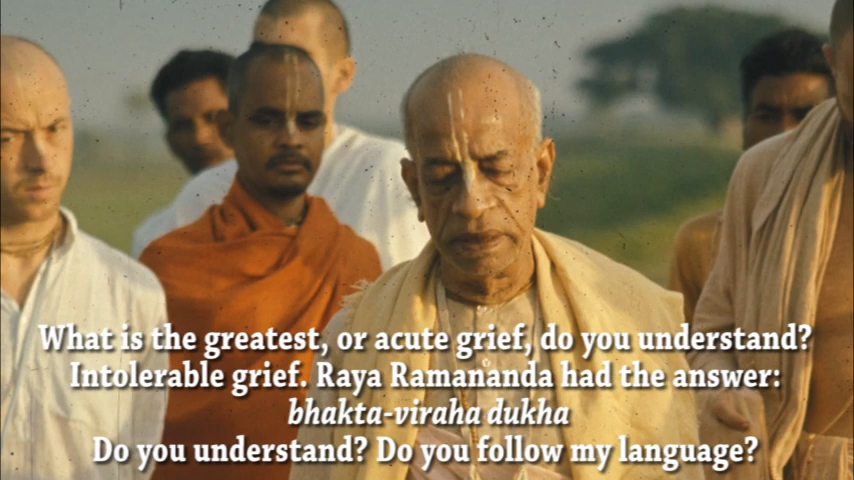 What is the greatest, or acute grief, do you understand?
Intolerable grief. Raya Ramananda had the answer:
bhakta-viraha dukha
Do you understand? Do you follow my language?